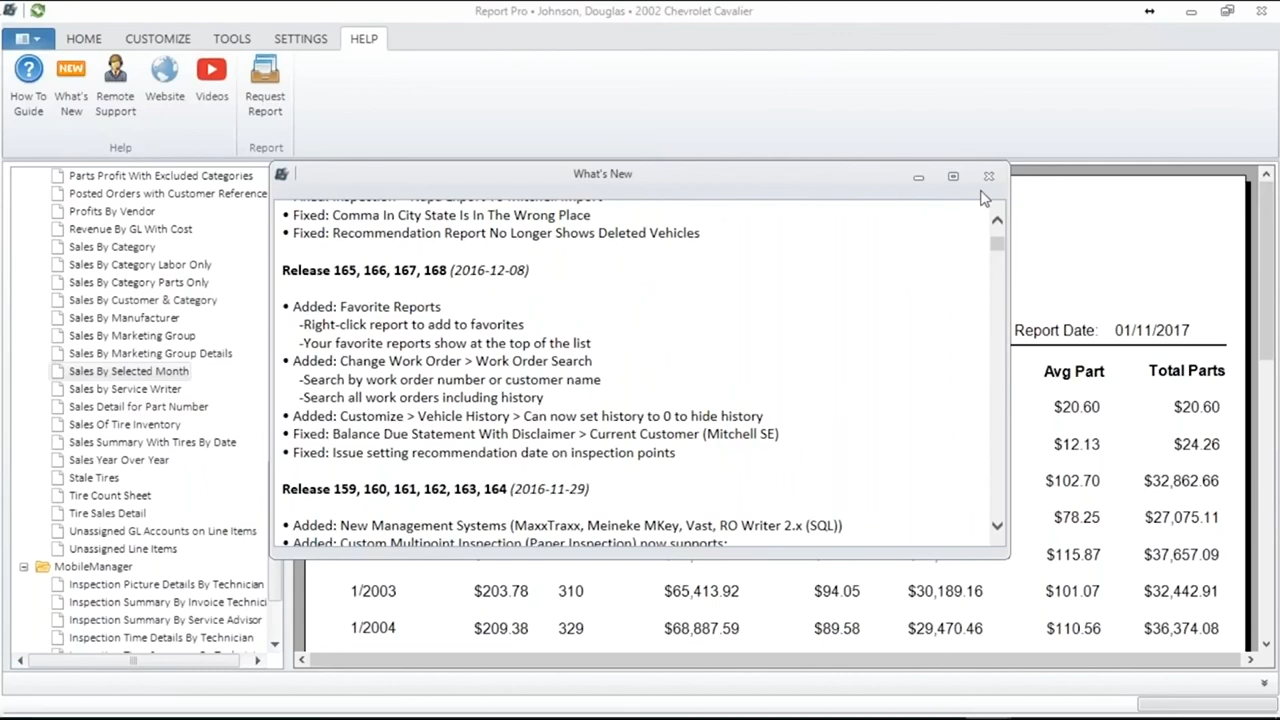 Report Pro • Johnson, Douglas • 2002 Chevrolet Cavalier
HOME CUSTOMIZE TOOLS SETTINGS HELP
How To Guide
NEW
What's New
Remote Support
Website
Videos
Request Report
Help
Report
Parts Profit With Excluded Categories
Posted Orders with Customer Reference
Profits By Vendor
Revenue By GL With Cost
Sales By Category
Sales By Category Labor Only
Sales By Category Parts Only
Sales By Customer & Category
Sales By Manufacturer
Sales By Marketing Group
Sales By Marketing Group Details
Sales By Selected Month
Sales by Service Writer
Sales Detail for Part Number
Sales Of Tire Inventory
Sales Summary With Tires By Date
Sales Year Over Year
Stale Tires
Tire Count Sheet
Tire Sales Detail
Unassigned GL Accounts on Line Items
Unassigned Line Items
MobileManager
Inspection Picture Details By Technician
Inspection Summary By Invoice Technici
Inspection Summary By Service Advisor
Inspection Time Details By Technician
What's New
• Fixed: Comma In City State Is In The Wrong Place
• Fixed: Recommendation Report No Longer Shows Deleted Vehicles
Release 165, 166, 167, 168 (2016-12-08)
• Added: Favorite Reports
-Right-click report to add to favorites
-Your favorite reports show at the top of the list
• Added: Change Work Order > Work Order Search
-Search by work order number or customer name
-Search all work orders including history
• Added: Customize > Vehicle History > Can now set history to 0 to hide history
• Fixed: Balance Due Statement With Disclaimer > Current Customer (Mitchell SE)
• Fixed: Issue setting recommendation date on inspection points
Release 159, 160, 161, 162, 163, 164 (2016-11-29)
• Added: New Management Systems (MaxxTraxx, Meineke MKey, Vast, RO Writer 2.x (SQL))
• Added: Custom Multipoint Inspection (Paper Inspection) now supports:
Report Date: 01/11/2017
Avg Part Total Parts
$20.60 $20.60
$12.13 $24.26
$102.70 $32,862.66
$78.25 $27,075.11
$115.87 $37,657.09
1/2003 $203.78 310 $65,413.92 $94.05 $30,189.16 $101.07 $32,442.91
1/2004 $209.38 329 $68,887.59 $89.58 $29,470.46 $110.56 $36,374.08